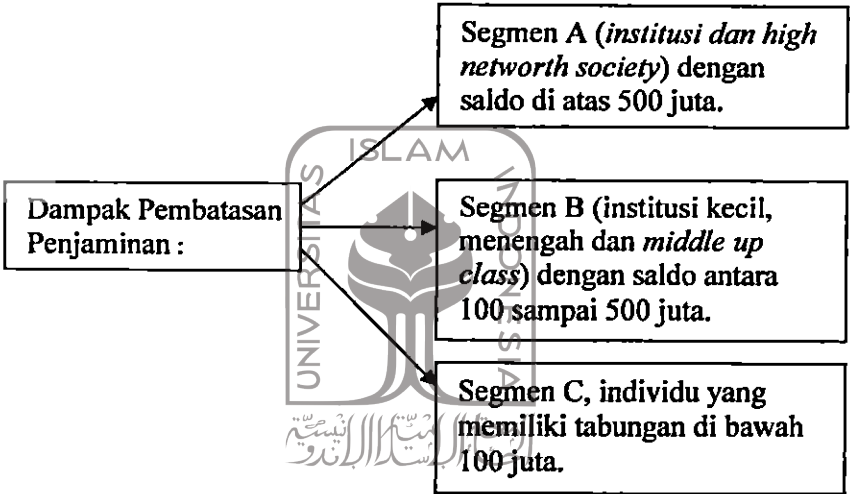 Dampak Pembatasan
Penjaminan :
Segmen A (institusi dan high
networth society) dengan
saldo di atas 500 juta.
Segmen B (institusi kecil,
menengah dan middle up
class) dengan saldo antara
100 sampai 500 juta.
Segmen C, individu yang
memiliki tabungan di bawah
100 juta.
ISLAM
UNIVERSITAS
INDONESIA